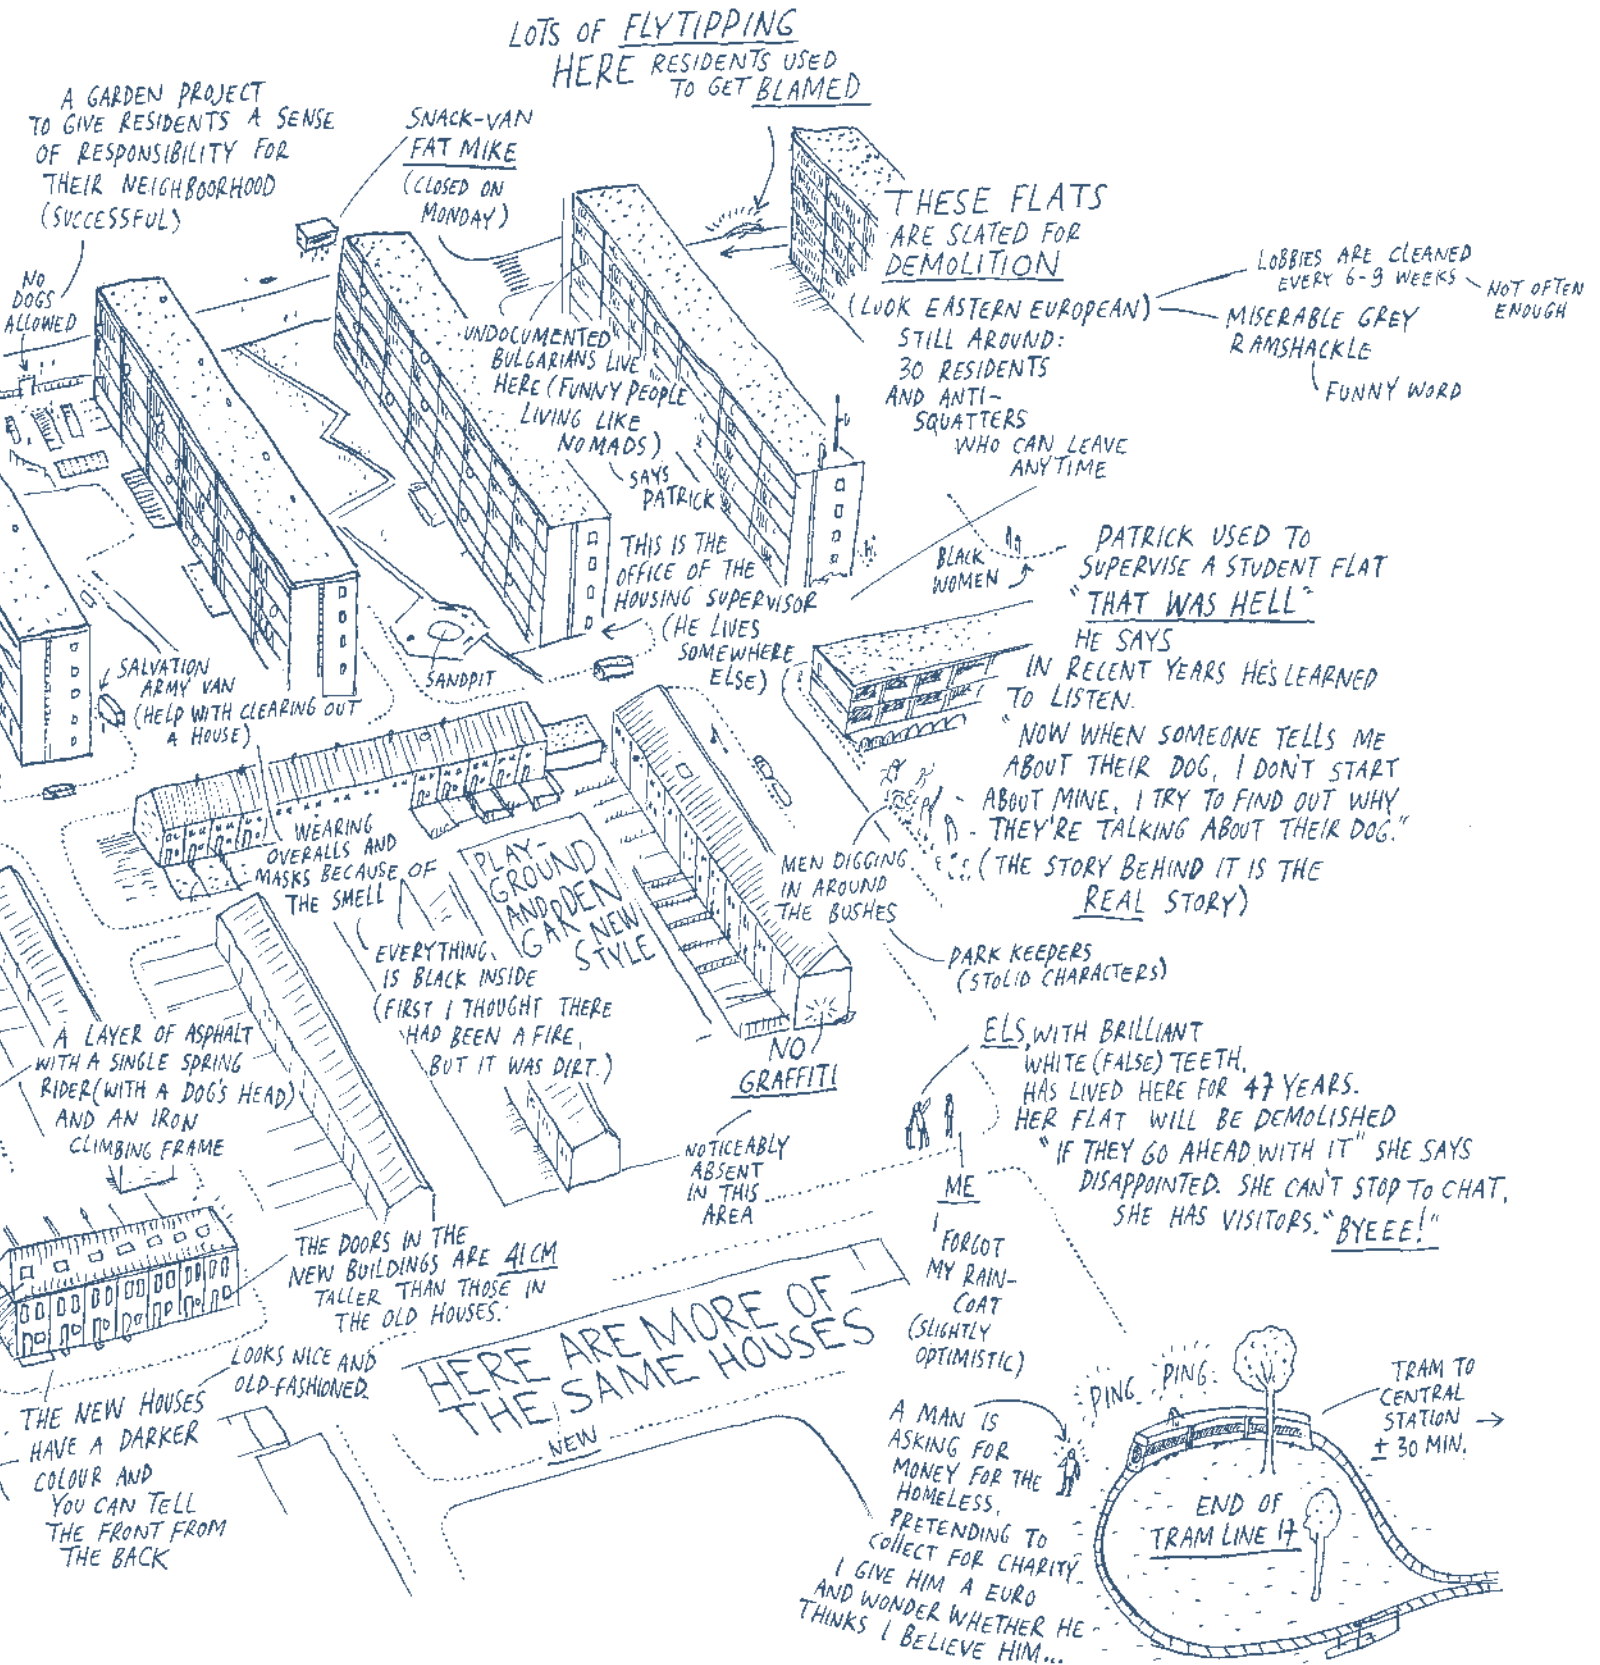 LOTS OF FLYTIPPING
HERE RESIDENTS USED
TO GET BLAMED
A GARDEN PROJECT
TO GIVE RESIDENTS A SENSE
OF RESPONSIBILITY FOR
THEIR NEIGHBOORHOOD
(SUCCESSFUL)
NO
DOGS
ALLOWED
SNACK-VAN
FAT MIKE
(CLOSED ON
MONDAY)
THESE FLATS
ARE SLATED FOR
DEMOLITION
(LOOK EASTERN EUROPEAN)
STILL AROUND:
30 RESIDENTS
AND ANTI-
SQUATTERS
WHO CAN LEAVE
ANYTIME
LOBBIES ARE CLEANED
EVERY 6-9 WEEKS
NOT OFTEN
ENOUGH
MISERABLE GREY
RAMSHACKLE
FUNNY WORD
UNDOCUMENTED
BULGARIANS LIVE
HERE (FUNNY PEOPLE
LIVING LIKE
NOMADS)
SAYS
PATRICK
THIS IS THE
OFFICE OF THE
HOUSING SUPERVISOR
(HE LIVES
SOMEWHERE
ELSE)
BLACK
WOMEN
PATRICK USED TO
SUPERVISE A STUDENT FLAT
"THAT WAS HELL"
HE SAYS
IN RECENT YEARS HE'S LEARNED
TO LISTEN.
"NOW WHEN SOMEONE TELLS ME
ABOUT THEIR DOG, I DON'T START
ABOUT MINE, I TRY TO FIND OUT WHY
THEY'RE TALKING ABOUT THEIR DOG."
(THE STORY BEHIND IT IS THE
REAL STORY)
SALVATION
ARMY VAN
(HELP WITH CLEARING OUT
A HOUSE)
SANDPIT
WEARING
OVERALLS AND
MASKS BECAUSE OF
THE SMELL
PLAY-
GROUND
AND
GARDEN
NEW
STYLE
MEN DIGGING
IN AROUND
THE BUSHES
PARK KEEPERS
(STOLID CHARACTERS)
EVERYTHING
IS BLACK INSIDE
(FIRST I THOUGHT THERE
HAD BEEN A FIRE,
BUT IT WAS DIRT.)
NO
GRAFFITI
NOTICEABLY
ABSENT
IN THIS
AREA
A LAYER OF ASPHALT
WITH A SINGLE SPRING
RIDER (WITH A DOG'S HEAD)
AND AN IRON
CLIMBING FRAME
ELS, WITH BRILLIANT
WHITE (FALSE) TEETH,
HAS LIVED HERE FOR 47 YEARS.
HER FLAT WILL BE DEMOLISHED
"IF THEY GO AHEAD WITH IT" SHE SAYS
DISAPPOINTED. SHE CAN'T STOP TO CHAT,
SHE HAS VISITORS. "BYEEE!"
ME
I
FORGOT
MY RAIN-
COAT
(SLIGHTLY
OPTIMISTIC)
THE DOORS IN THE
NEW BUILDINGS ARE 41 CM
TALLER THAN THOSE IN
THE OLD HOUSES.
HERE ARE MORE OF
THE SAME HOUSES
NEW
LOOKS NICE AND
OLD-FASHIONED.
THE NEW HOUSES
HAVE A DARKER
COLOUR AND
YOU CAN TELL
THE FRONT FROM
THE BACK
A MAN IS
ASKING FOR
MONEY FOR THE
HOMELESS,
PRETENDING TO
COLLECT FOR CHARITY.
I GIVE HIM A EURO
AND WONDER WHETHER HE
THINKS I BELIEVE HIM...
PING PING
TRAM TO
CENTRAL
STATION
± 30 MIN.
END OF
TRAM LINE 17